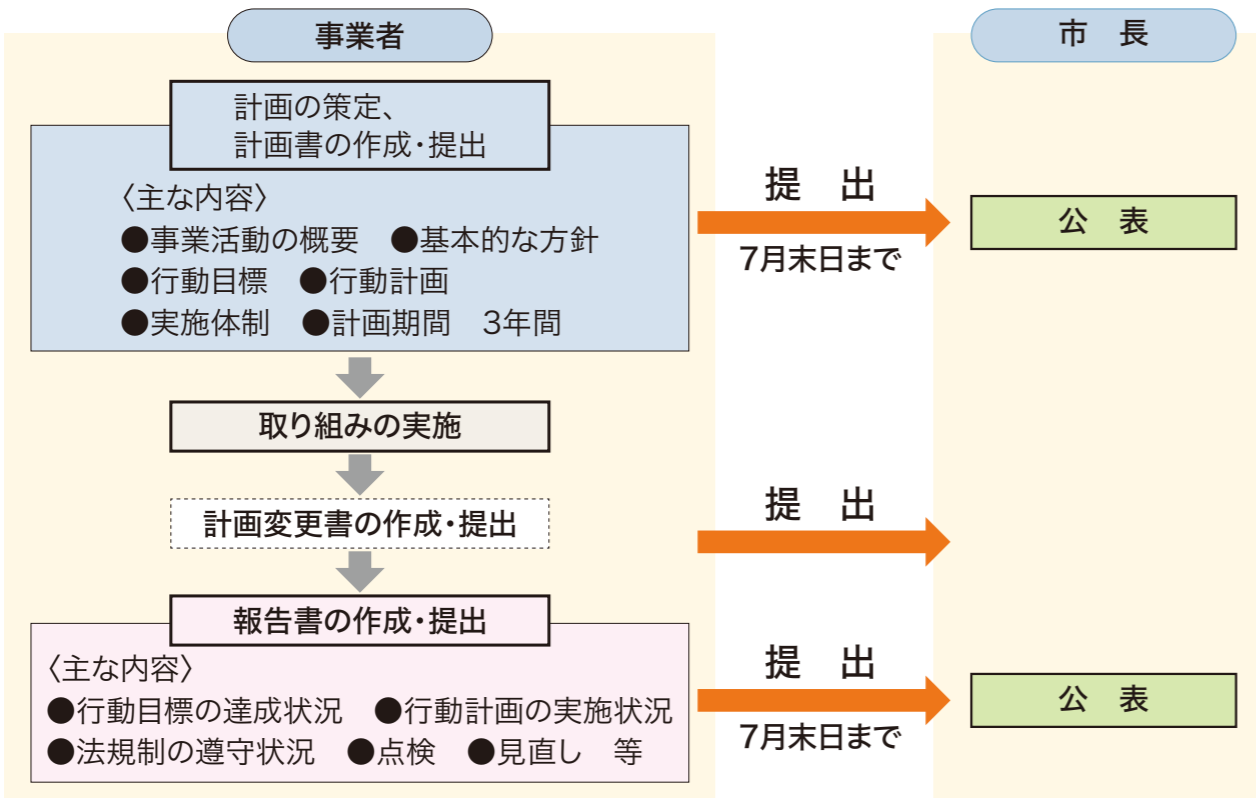 事業者
市　長
計画の策定、
計画書の作成・提出
〈主な内容〉
●事業活動の概要　●基本的な方針
●行動目標　●行動計画
●実施体制　●計画期間　3年間
提　出
7月末日まで
公　表
取り組みの実施
計画変更書の作成・提出
提　出
報告書の作成・提出
〈主な内容〉
●行動目標の達成状況　●行動計画の実施状況
●法規制の遵守状況　●点検　●見直し　等
提　出
7月末日まで
公　表